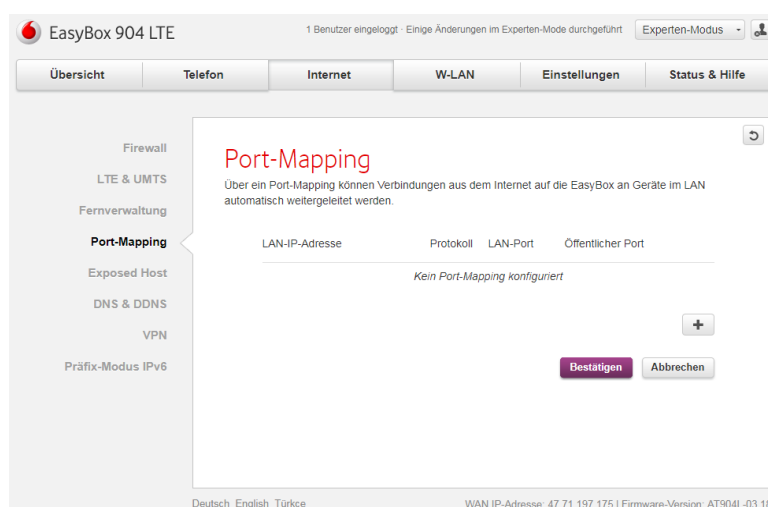 EasyBox 904 LTE
1 Benutzer eingeloggt · Einige Änderungen im Experten-Mode durchgeführt
Experten-Modus
Übersicht Telefon Internet W-LAN Einstellungen Status & Hilfe
Firewall
LTE & UMTS
Fernverwaltung
Port-Mapping
Exposed Host
DNS & DDNS
VPN
Präfix-Modus IPv6
Port-Mapping
Über ein Port-Mapping können Verbindungen aus dem Internet auf die EasyBox an Geräte im LAN
automatisch weitergeleitet werden.
LAN-IP-Adresse Protokoll LAN-Port Öffentlicher Port
Kein Port-Mapping konfiguriert
Bestätigen Abbrechen
Deutsch English Türkçe
WAN IP-Adresse: 47.71.197.175 | Firmware-Version: AT904L-03.18